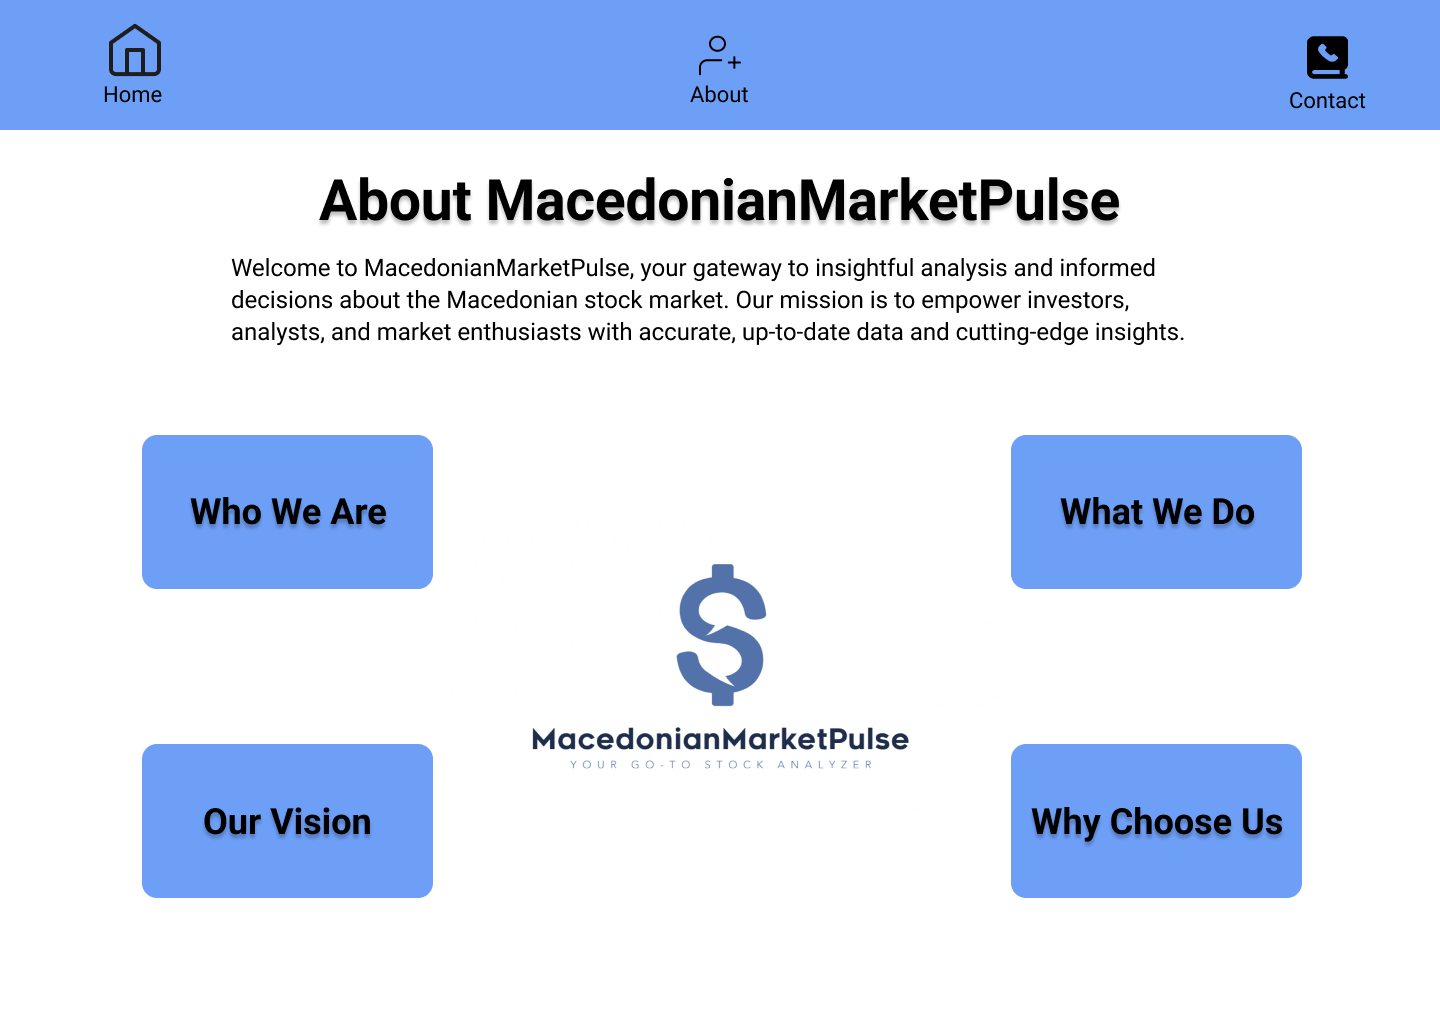 Home
About
Contact
About MacedonianMarketPulse
Welcome to MacedonianMarketPulse, your gateway to insightful analysis and informed
decisions about the Macedonian stock market. Our mission is to empower investors,
analysts, and market enthusiasts with accurate, up-to-date data and cutting-edge insights.
Who We Are
What We Do
MacedonianMarketPulse
YOUR GO-TO STOCK ANALYZER
Our Vision
Why Choose Us